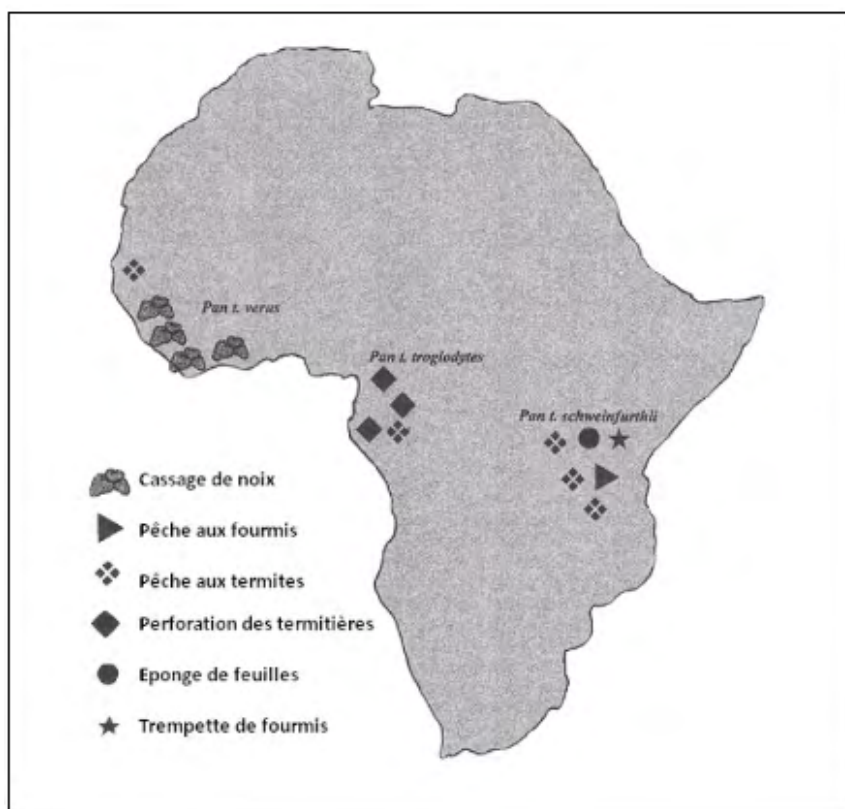 Pan t. verus
Pan t. troglodytes
Pan t. schweinfurthii
Cassage de noix
Pêche aux fourmis
Pêche aux termites
Perforation des termitières
Eponge de feuilles
Trempette de fourmis